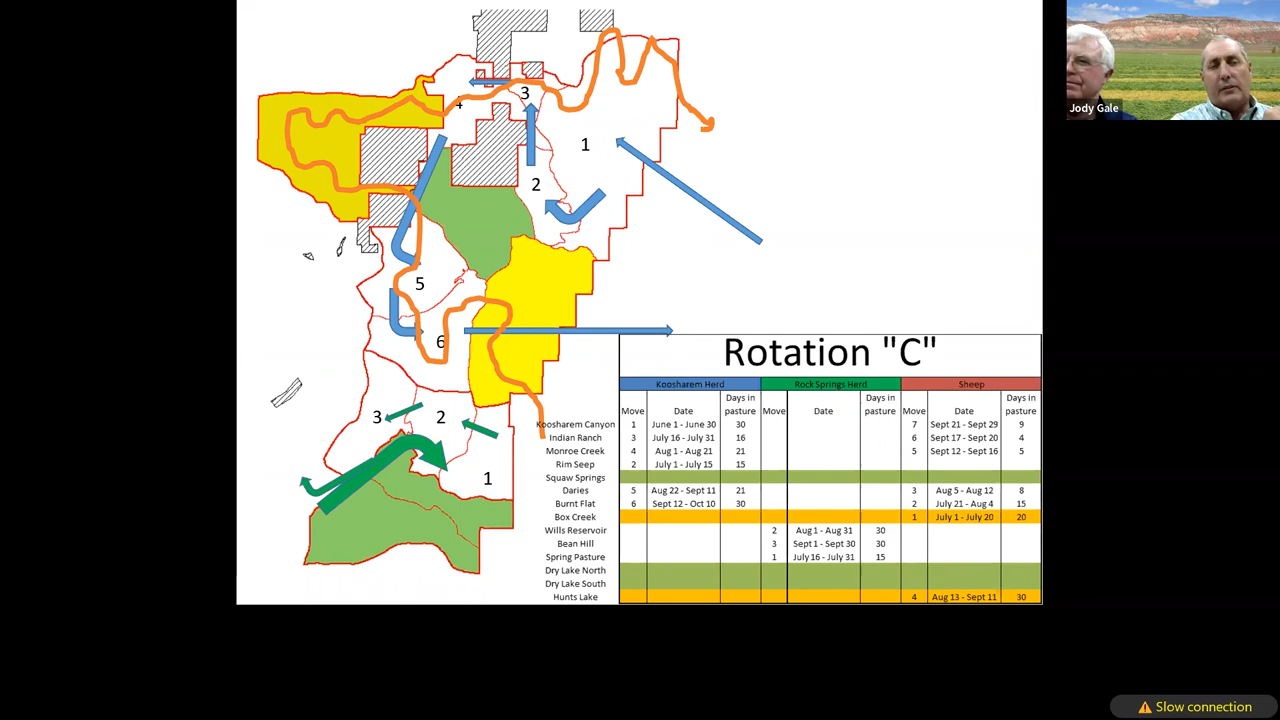 Jody Gale
3
4
1
2
5
6
3
2
1
Rotation "C"
Koosharem Herd Rock Springs Herd Sheep
Move Date Days in pasture Move Date Days in pasture Move Date Days in pasture
Koosharem Canyon 1 June 1 - June 30 30 7 Sept 21 - Sept 29 9
Indian Ranch 3 July 16 - July 31 16 6 Sept 17 - Sept 20 4
Monroe Creek 4 Aug 1 - Aug 21 21 5 Sept 12 - Sept 16 5
Rim Seep 2 July 1 - July 15 15
Squaw Springs
Daries 5 Aug 22 - Sept 11 21 3 Aug 5 - Aug 12 8
Burnt Flat 6 Sept 12 - Oct 10 30 2 July 21 - Aug 4 15
Box Creek 1 July 1 - July 20 20
Wills Reservoir 2 Aug 1 - Aug 31 30
Bean Hill 3 Sept 1 - Sept 30 30
Spring Pasture 1 July 16 - July 31 15
Dry Lake North
Dry Lake South
Hunts Lake 4 Aug 13 - Sept 11 30
Slow connection